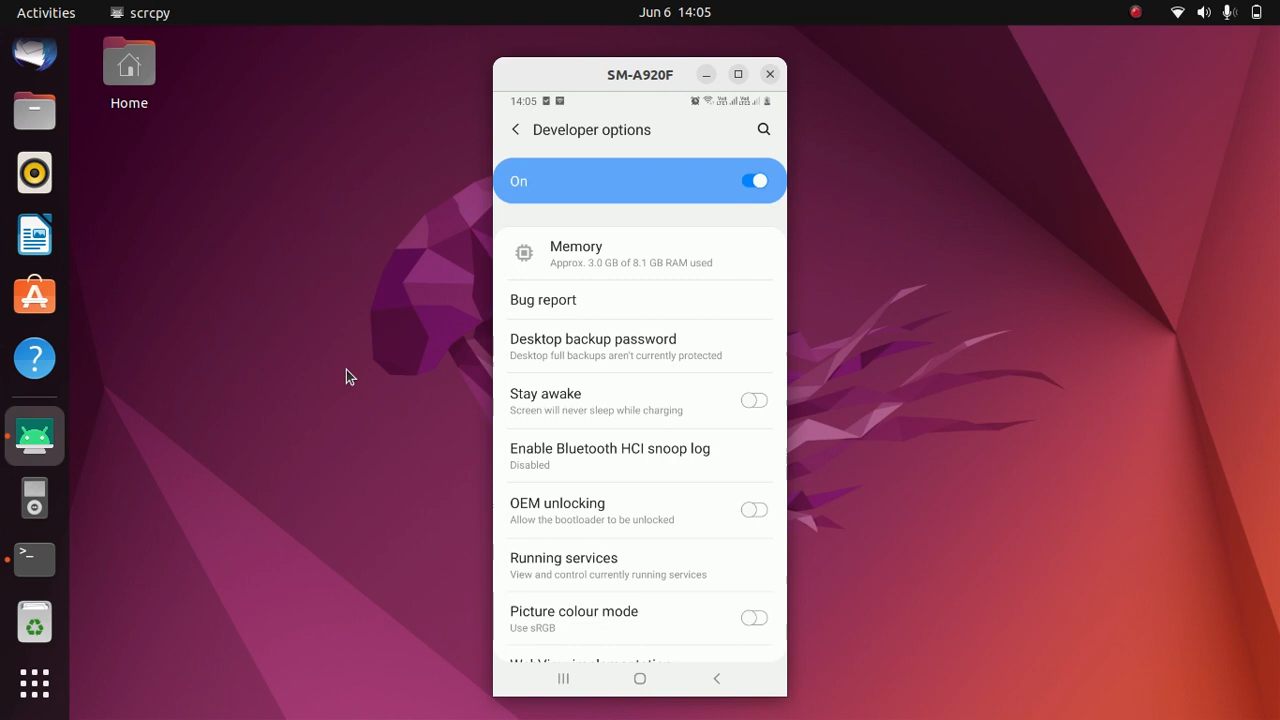 Activities
scrcpy
Jun 6 14:05
Home
SM-A920F
14:05
Developer options
On
Memory
Approx. 3.0 GB of 8.1 GB RAM used
Bug report
Desktop backup password
Desktop full backups aren't currently protected
Stay awake
Screen will never sleep while charging
Enable Bluetooth HCI snoop log
Disabled
OEM unlocking
Allow the bootloader to be unlocked
Running services
View and control currently running services
Picture colour mode
Use sRGB
WebView implementation